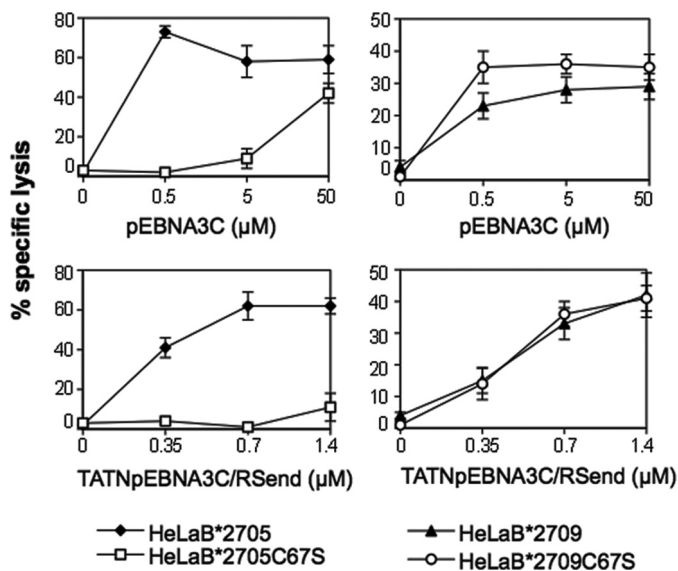 80
60
40
20
0
0 0.5 5 50
pEBNA3C (µM)
50
40
30
20
10
0
0 0.5 5 50
pEBNA3C (µM)
% specific lysis
80
60
40
20
0
0 0.35 0.7 1.4
TATNpEBNA3C/RSend (µM)
50
40
30
20
10
0
0 0.35 0.7 1.4
TATNpEBNA3C/RSend (µM)
HeLaB*2705
HeLaB*2705C67S
HeLaB*2709
HeLaB*2709C67S